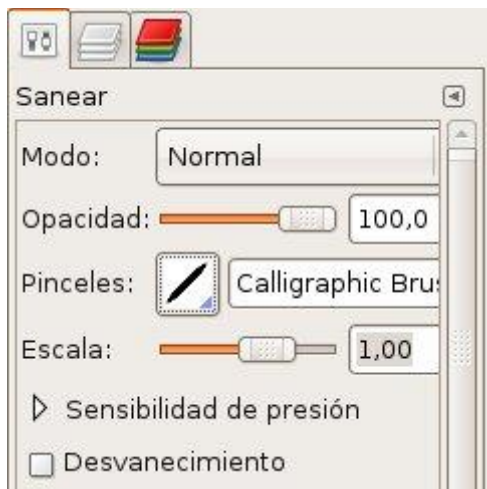 Sanear
Modo: Normal
Opacidad: 100,0
Pinceles: Calligraphic Brus
Escala: 1,00
Sensibilidad de presión
Desvanecimiento